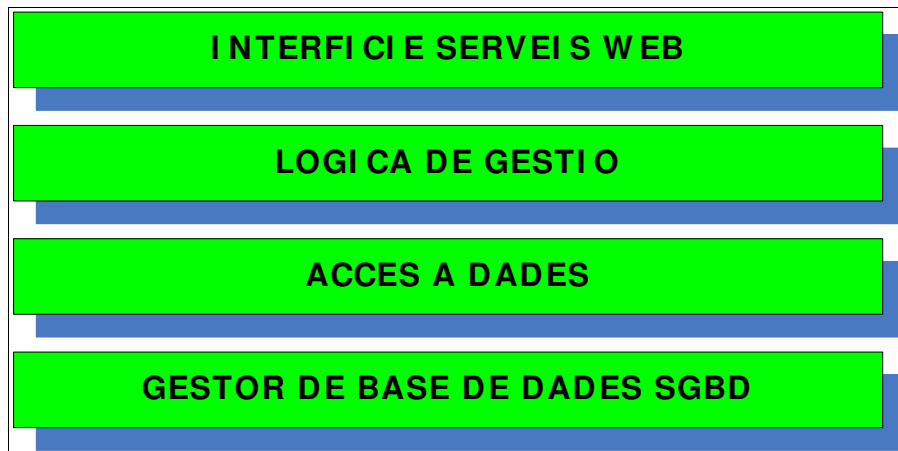 INTERFICIE SERVEIS WEB
LOGICA DE GESTIO
ACCES A DADES
GESTOR DE BASE DE DADES SGBD